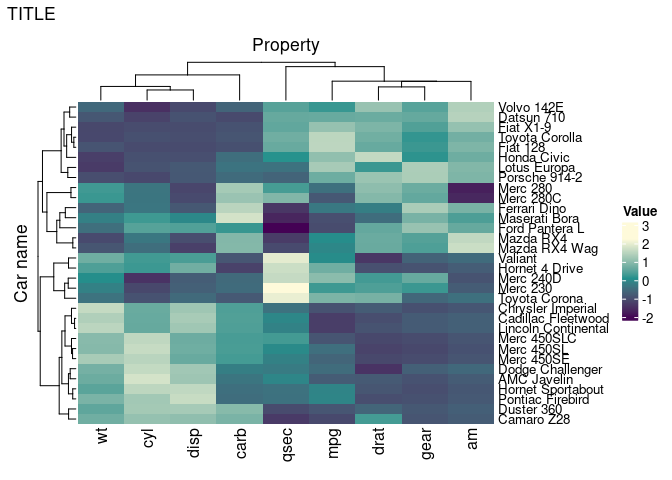 TITLE
Property
Car name
Volvo 142E
Datsun 710
Fiat X1-9
Toyota Corolla
Fiat 128
Honda Civic
Lotus Europa
Porsche 914-2
Merc 280
Merc 280C
Ferrari Dino
Maserati Bora
Ford Pantera L
Mazda RX4
Mazda RX4 Wag
Valiant
Hornet 4 Drive
Merc 240D
Merc 230
Toyota Corona
Chrysler Imperial
Cadillac Fleetwood
Lincoln Continental
Merc 450SLC
Merc 450SL
Merc 450SE
Dodge Challenger
AMC Javelin
Hornet Sportabout
Pontiac Firebird
Duster 360
Camaro Z28
Value
3
2
1
0
-1
-2
wt
cyl
disp
carb
qsec
mpg
drat
gear
am